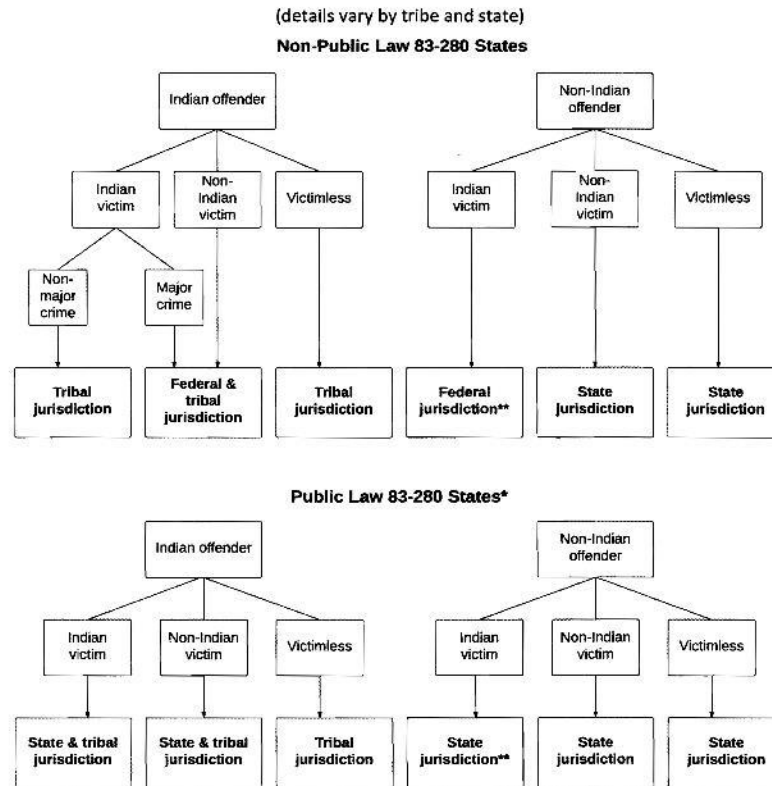 (details vary by tribe and state)
Non-Public Law 83-280 States
Indian offender
Non-Indian
offender
Indian
victim
Non-
Indian
victim
Victimless
Indian
victim
Non-
Indian
victim
Victimless
Non-
major
crime
Major
crime
Tribal
jurisdiction
Federal &
tribal
jurisdiction
Tribal
jurisdiction
Federal
jurisdiction**
State
jurisdiction
State
jurisdiction
Public Law 83-280 States*
Indian offender
Non-Indian
offender
Indian
victim
Non-Indian
victim
Victimless
Indian
victim
Non-Indian
victim
Victimless
State & tribal
jurisdiction
State & tribal
jurisdiction
Tribal
jurisdiction
State
jurisdiction**
State
jurisdiction
State
jurisdiction